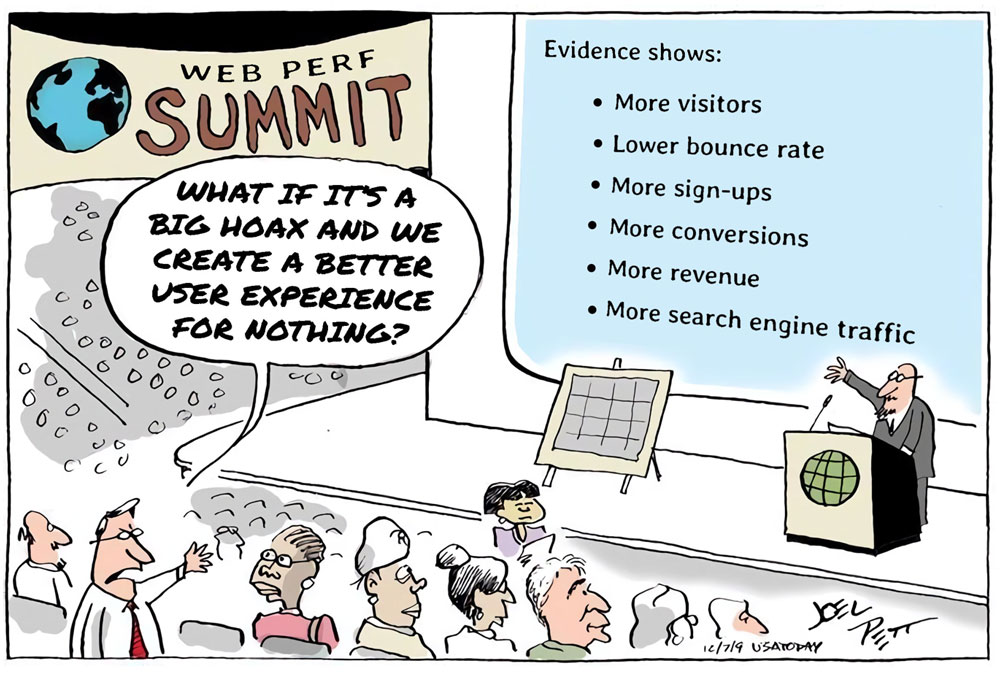 WEB PERF
SUMMIT
WHAT IF IT'S A
BIG HOAX AND WE
CREATE A BETTER
USER EXPERIENCE
FOR NOTHING?
Evidence shows:
• More visitors
• Lower bounce rate
• More sign-ups
• More conversions
• More revenue
• More search engine traffic
JOEL
PETT
12/7/9 USA TODAY